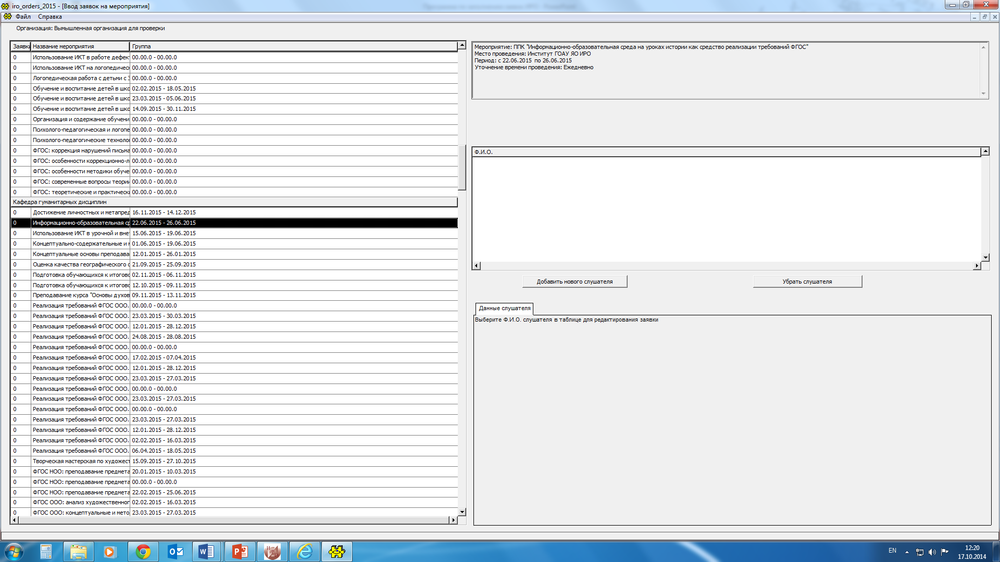 iro_orders_2015 - [Ввод заявок на мероприятия]
Файл Справка
Организация: Вымышленная организация для проверки
Заявки Название мероприятия Группа
0 Использование ИКТ в работе дефект 00.00.0 - 00.00.0
0 Использование ИКТ на логопедическ 00.00.0 - 00.00.0
0 Логопедическая работа с детьми с З 00.00.0 - 00.00.0
0 Обучение и воспитание детей в шко 02.02.2015 - 18.05.2015
0 Обучение и воспитание детей в шко 23.03.2015 - 05.06.2015
0 Обучение и воспитание детей в шко 14.09.2015 - 30.11.2015
0 Организация и содержание обучени 00.00.0 - 00.00.0
0 Психолого-педагогическая и логопе 00.00.0 - 00.00.0
0 Психолого-педагогические техноло 00.00.0 - 00.00.0
0 ФГОС: коррекция нарушений письма 00.00.0 - 00.00.0
0 ФГОС: особенности коррекционно-л 00.00.0 - 00.00.0
0 ФГОС: особенности методики обуче 00.00.0 - 00.00.0
0 ФГОС: современные вопросы теори 00.00.0 - 00.00.0
0 ФГОС: теоретические и практическ 00.00.0 - 00.00.0
Кафедра гуманитарных дисциплин
0 Достижение личностных и метапред 16.11.2015 - 14.12.2015
0 Информационно-образовательная ср 22.06.2015 - 26.06.2015
0 Использование ИКТ в урочной и вне 15.06.2015 - 19.06.2015
0 Концептуально-содержательные и 01.06.2015 - 19.06.2015
0 Концептуальные основы преподава 12.01.2015 - 26.01.2015
0 Оценка качества географического о 21.09.2015 - 25.09.2015
0 Подготовка обучающихся к итогово 02.11.2015 - 06.11.2015
0 Подготовка обучающихся к итогово 12.10.2015 - 09.11.2015
0 Преподавание курса "Основы духов 09.11.2015 - 13.11.2015
0 Реализация требований ФГОС ООО. 00.00.0 - 00.00.0
0 Реализация требований ФГОС ООО. 23.03.2015 - 30.03.2015
0 Реализация требований ФГОС ООО. 12.01.2015 - 28.12.2015
0 Реализация требований ФГОС ООО. 24.08.2015 - 28.08.2015
0 Реализация требований ФГОС ООО. 00.00.0 - 00.00.0
0 Реализация требований ФГОС ООО. 17.02.2015 - 07.04.2015
0 Реализация требований ФГОС ООО. 12.01.2015 - 28.12.2015
0 Реализация требований ФГОС ООО. 23.03.2015 - 27.03.2015
0 Реализация требований ФГОС ООО. 00.00.0 - 00.00.0
0 Реализация требований ФГОС ООО. 23.03.2015 - 27.03.2015
0 Реализация требований ФГОС ООО. 00.00.0 - 00.00.0
0 Реализация требований ФГОС ООО. 23.03.2015 - 27.03.2015
0 Реализация требований ФГОС ООО. 12.01.2015 - 28.12.2015
0 Реализация требований ФГОС ООО. 02.02.2015 - 16.03.2015
0 Реализация требований ФГОС ООО. 06.04.2015 - 18.05.2015
0 Творческая мастерская по художест 15.09.2015 - 27.10.2015
0 ФГОС НОО: преподавание предмета 20.01.2015 - 10.03.2015
0 ФГОС НОО: преподавание предмета 00.00.0 - 00.00.0
0 ФГОС НОО: преподавание предмета 22.02.2015 - 25.06.2015
0 ФГОС ООО: анализ художественног 02.02.2015 - 16.03.2015
0 ФГОС ООО: концептуальные и мето 23.03.2015 - 27.03.2015
Мероприятие: ППК "Информационно-образовательная среда на уроках истории как средство реализации требований ФГОС"
Место проведения: Институт ГОАУ ЯО ИРО
Период: с 22.06.2015 по 26.06.2015
Уточнение времени проведения: Ежедневно
Ф.И.О.
Добавить нового слушателя
Убрать слушателя
Данные слушателя
Выберите Ф.И.О. слушателя в таблице для редактирования заявки
EN
12:20
17.10.2014